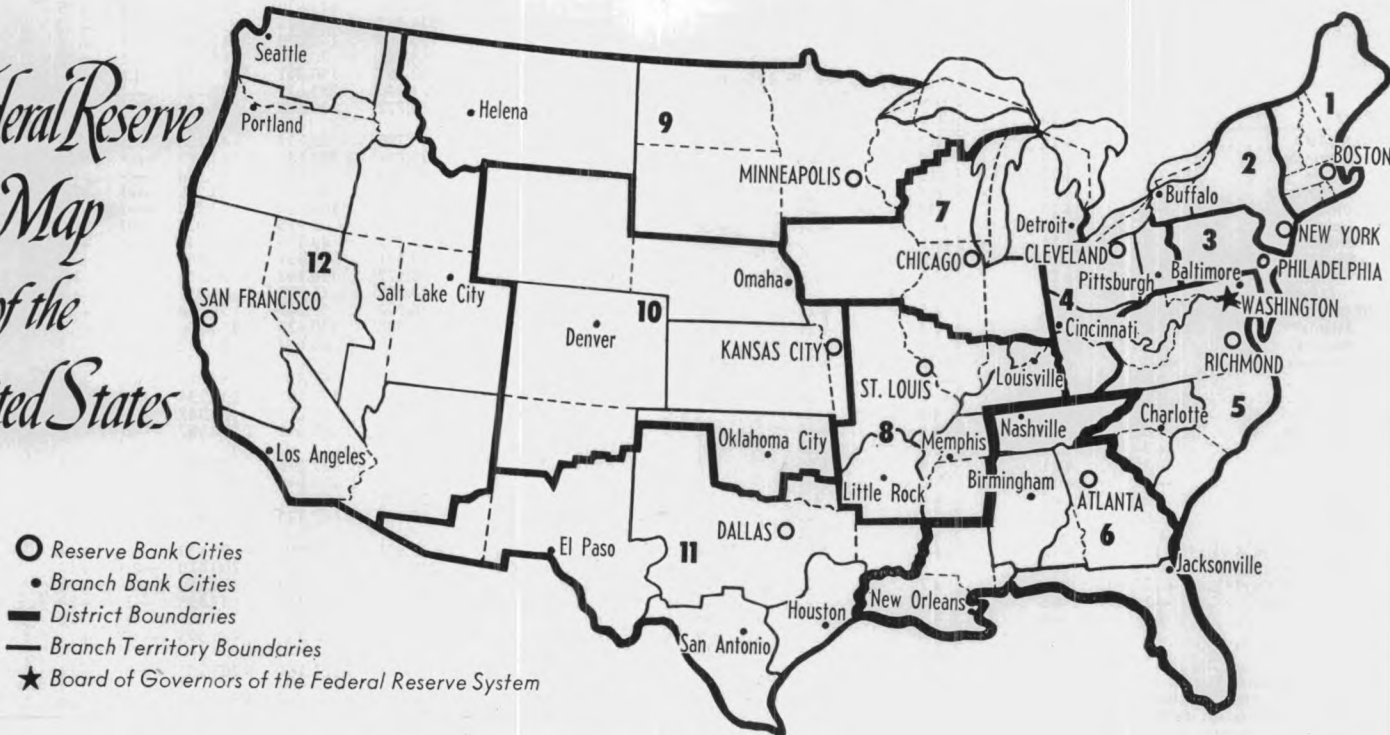 deral Reserve
Map
of the
ted States
Seattle
Portland
Helena
9
MINNEAPOLIS
1
BOSTON
2
Buffalo
NEW YORK
7
Detroit
CHICAGO
CLEVELAND
3
PHILADELPHIA
Pittsburgh
Baltimore
WASHINGTON
4
Cincinnati
RICHMOND
12
SAN FRANCISCO
Salt Lake City
Omaha
10
Denver
KANSAS CITY
ST. LOUIS
Louisville
5
Charlotte
Los Angeles
Oklahoma City
8
Memphis
Nashville
Little Rock
Birmingham
ATLANTA
6
El Paso
11
DALLAS
Jacksonville
Houston
New Orleans
San Antonio
Reserve Bank Cities
Branch Bank Cities
District Boundaries
Branch Territory Boundaries
Board of Governors of the Federal Reserve System